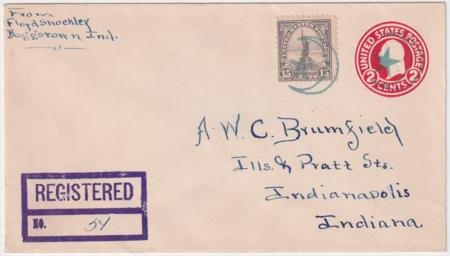 From
Floyd Shockley
Boggstown Ind.
15 15
UNITED STATES POSTAGE
2 CENTS 2
A. W. C. Brumfield
Ills. & Pratt Sts.
Indianapolis
Indiana.
REGISTERED
NO. 54